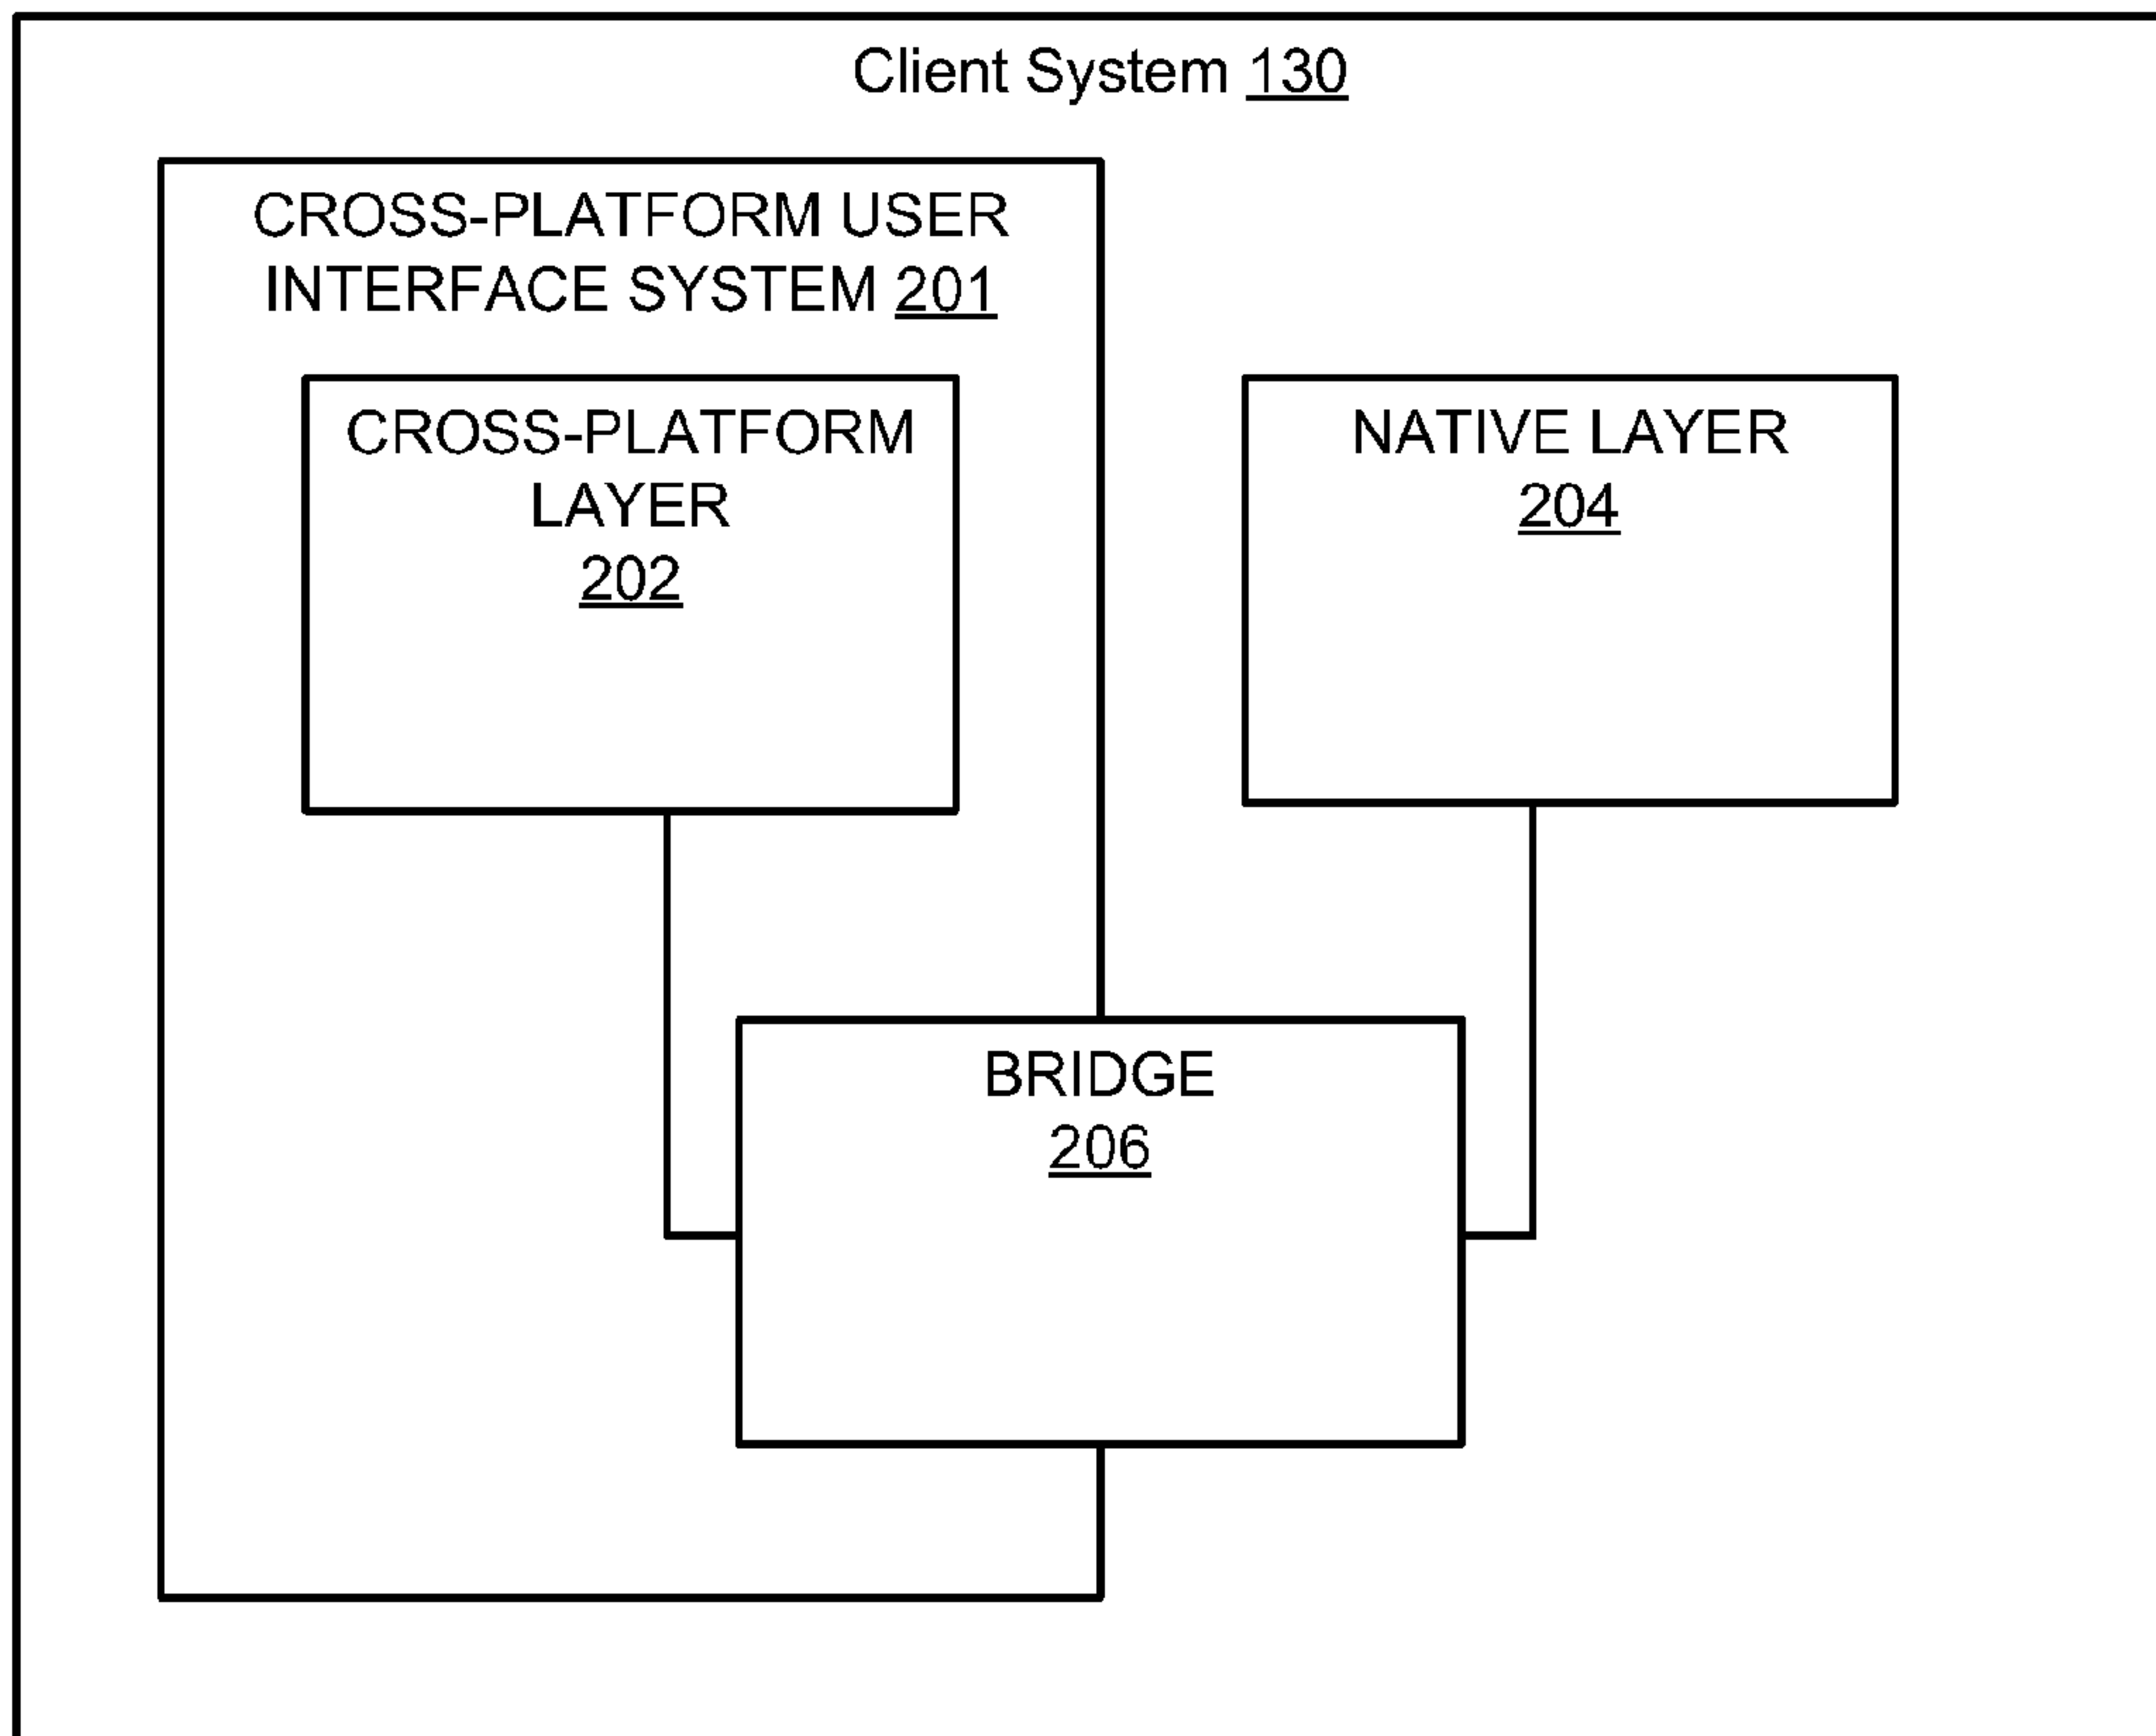 Client System 130
CROSS-PLATFORM USER
INTERFACE SYSTEM 201
CROSS-PLATFORM
LAYER
202
NATIVE LAYER
204
BRIDGE
206